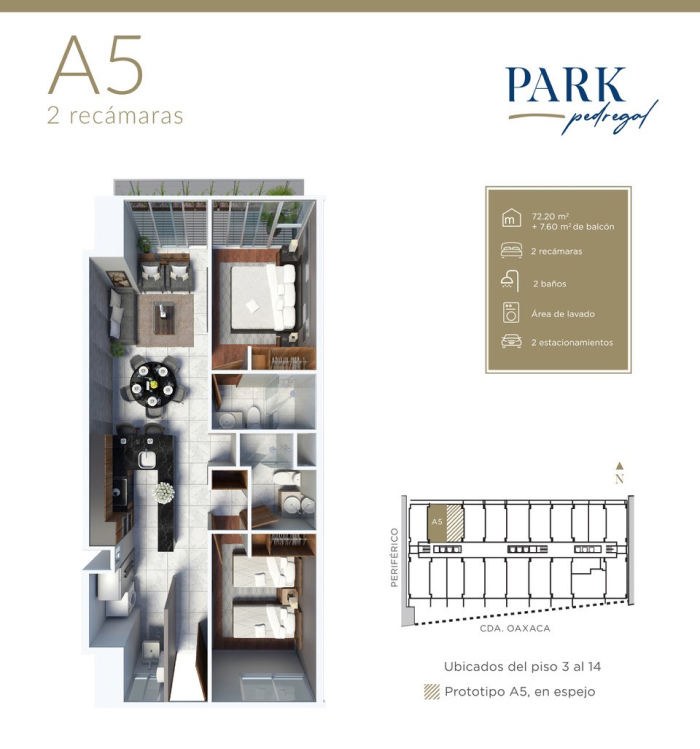 A5
2 recámaras
PARK
pedregal
m
72.20 m²
+ 7.60 m² de balcón
2 recámaras
2 baños
Área de lavado
2 estacionamientos
N
A5
PERIFÉRICO
CDA. OAXACA
Ubicados del piso 3 al 14
Prototipo A5, en espejo